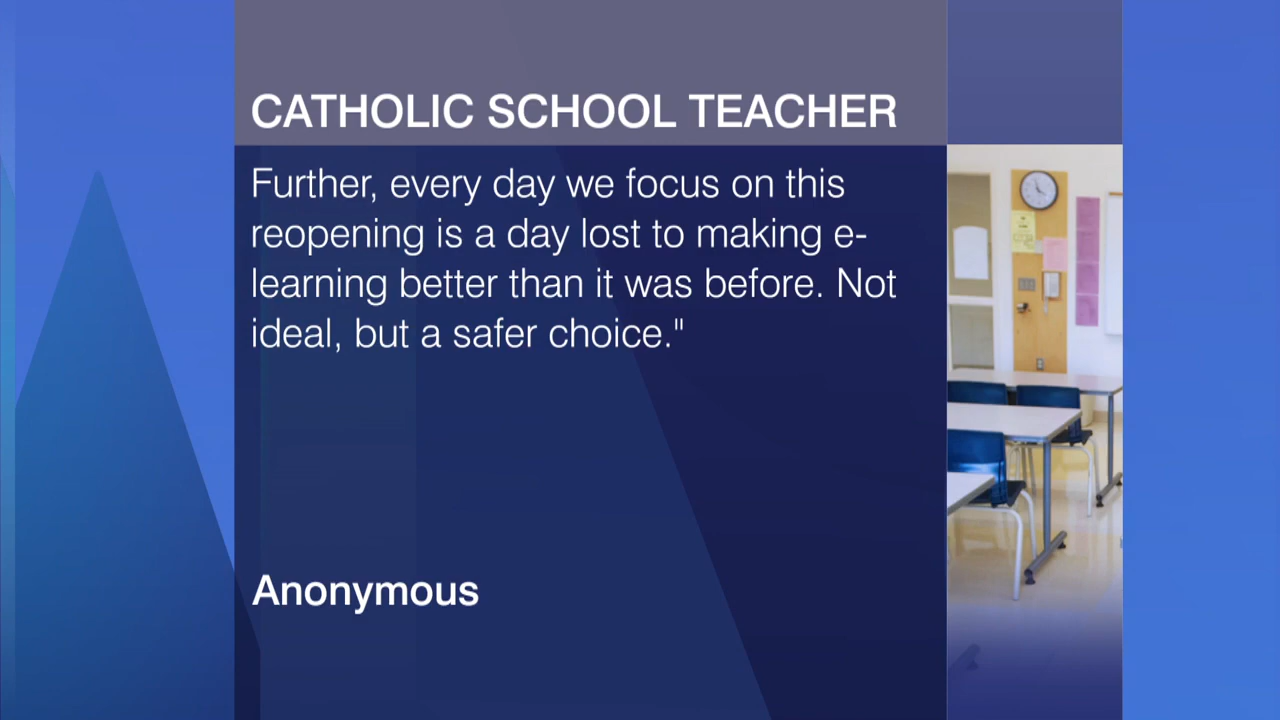 CATHOLIC SCHOOL TEACHER
Further, every day we focus on this
reopening is a day lost to making e-
learning better than it was before. Not
ideal, but a safer choice."
Anonymous